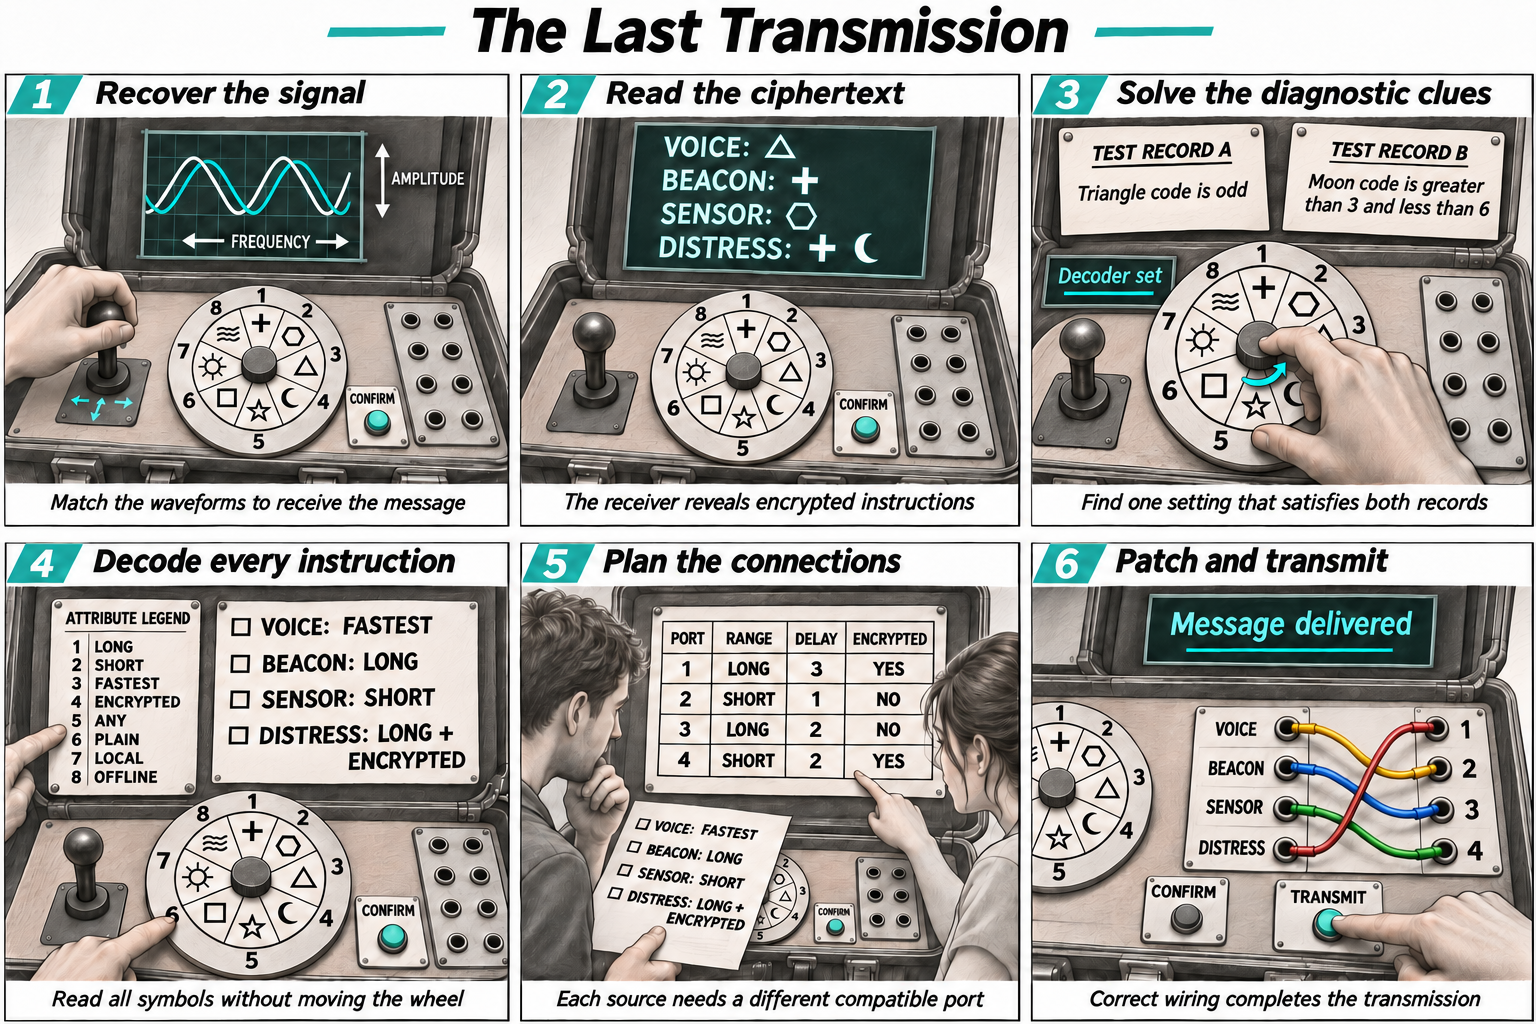 The Last Transmission
1 Recover the signal
AMPLITUDE
FREQUENCY
1
2
3
4
5
6
7
8
CONFIRM
Match the waveforms to receive the message
2 Read the ciphertext
VOICE:
BEACON:
SENSOR:
DISTRESS:
1
2
3
4
5
6
7
8
CONFIRM
The receiver reveals encrypted instructions
3 Solve the diagnostic clues
TEST RECORD A
Triangle code is odd
TEST RECORD B
Moon code is greater
than 3 and less than 6
Decoder set
1
2
3
5
6
7
8
Find one setting that satisfies both records
4 Decode every instruction
ATTRIBUTE LEGEND
1 LONG
2 SHORT
3 FASTEST
4 ENCRYPTED
5 ANY
6 PLAIN
7 LOCAL
8 OFFLINE
VOICE: FASTEST
BEACON: LONG
SENSOR: SHORT
DISTRESS: LONG +
ENCRYPTED
1
2
3
4
5
6
7
8
CONFIRM
Read all symbols without moving the wheel
5 Plan the connections
PORT RANGE DELAY ENCRYPTED
1 LONG 3 YES
2 SHORT 1 NO
3 LONG 2 NO
4 SHORT 2 YES
VOICE: FASTEST
BEACON: LONG
SENSOR: SHORT
DISTRESS: LONG +
ENCRYPTED
2
3
4
5
CONFIRM
Each source needs a different compatible port
6 Patch and transmit
Message delivered
1
2
3
4
5
VOICE 1
BEACON 2
SENSOR 3
DISTRESS 4
CONFIRM
TRANSMIT
Correct wiring completes the transmission